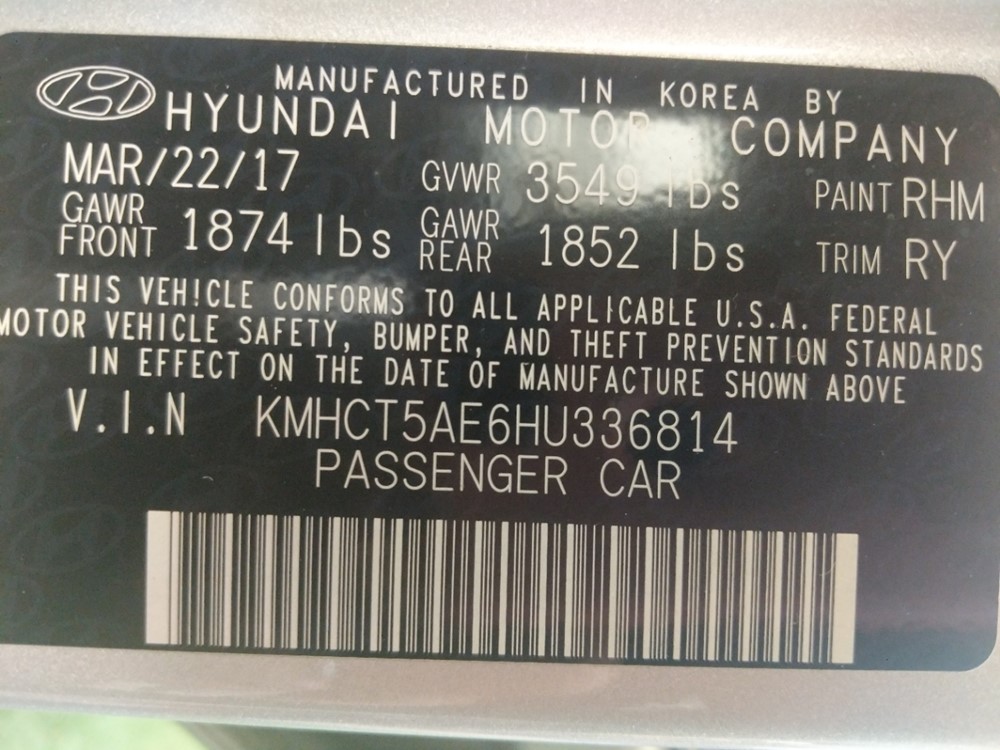 MANUFACTURED IN KOREA BY
HYUNDAI MOTOR COMPANY
MAR/22/17 GVWR 3549 lbs PAINT RHM
GAWR FRONT 1874 lbs GAWR REAR 1852 lbs TRIM RY
THIS VEHICLE CONFORMS TO ALL APPLICABLE U.S.A. FEDERAL
MOTOR VEHICLE SAFETY, BUMPER, AND THEFT PREVENTION STANDARDS
IN EFFECT ON THE DATE OF MANUFACTURE SHOWN ABOVE
V.I.N KMHCT5AE6HU336814
PASSENGER CAR